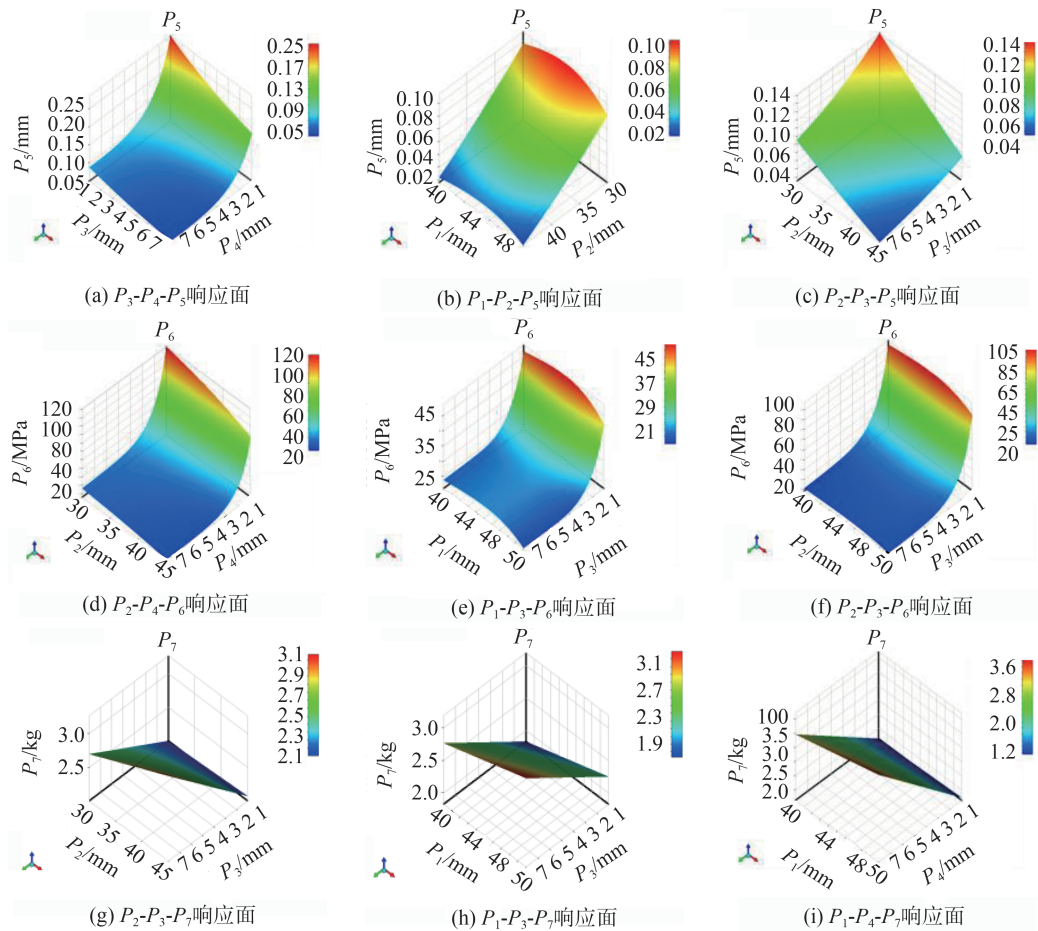 P5
0.25
0.17
0.13
0.09
0.05
0.25
0.20
0.10
0.05
P5/mm
1 2 3 4 5 6 7
P3/mm
7 6 5 4 3 2 1
P4/mm
(a) P3-P4-P5响应面
P5
0.10
0.08
0.06
0.04
0.02
0.10
0.08
0.06
0.04
0.02
P5/mm
40 44 48
P1/mm
40 35 30
P2/mm
(b) P1-P2-P5响应面
P5
0.14
0.12
0.10
0.08
0.06
0.04
0.14
0.12
0.10
0.06
0.04
P5/mm
30 35 40 45
P2/mm
7 6 5 4 3 2 1
P3/mm
(c) P2-P3-P5响应面
P6
120
100
80
60
40
20
120
100
80
40
20
P6/MPa
30 35 40 45
P2/mm
7 6 5 4 3 2 1
P4/mm
(d) P2-P4-P6响应面
P6
45
37
29
21
45
35
25
P6/MPa
40 44 48 50
P1/mm
7 6 5 4 3 2 1
P3/mm
(e) P1-P3-P6响应面
P6
105
85
65
45
25
15
100
80
60
40
20
P6/MPa
40 44 48 50
P2/mm
7 6 5 4 3 2 1
P3/mm
(f) P2-P3-P6响应面
P7
3.1
2.9
2.7
2.5
2.3
2.1
3.0
2.5
P7/kg
30 35 40 45
P2/mm
7 6 5 4 3 2 1
P3/mm
(g) P2-P3-P7响应面
P7
3.1
2.7
2.3
1.9
3.0
2.5
2.0
P7/kg
40 44 48 50
P1/mm
7 6 5 4 3 2 1
P3/mm
(h) P1-P3-P7响应面
P7
3.6
2.8
2.0
1.2
100
3.5
3.0
2.5
2.0
P7/kg
40 44 48 50
P1/mm
7 6 5 4 3 2 1
P4/mm
(i) P1-P4-P7响应面